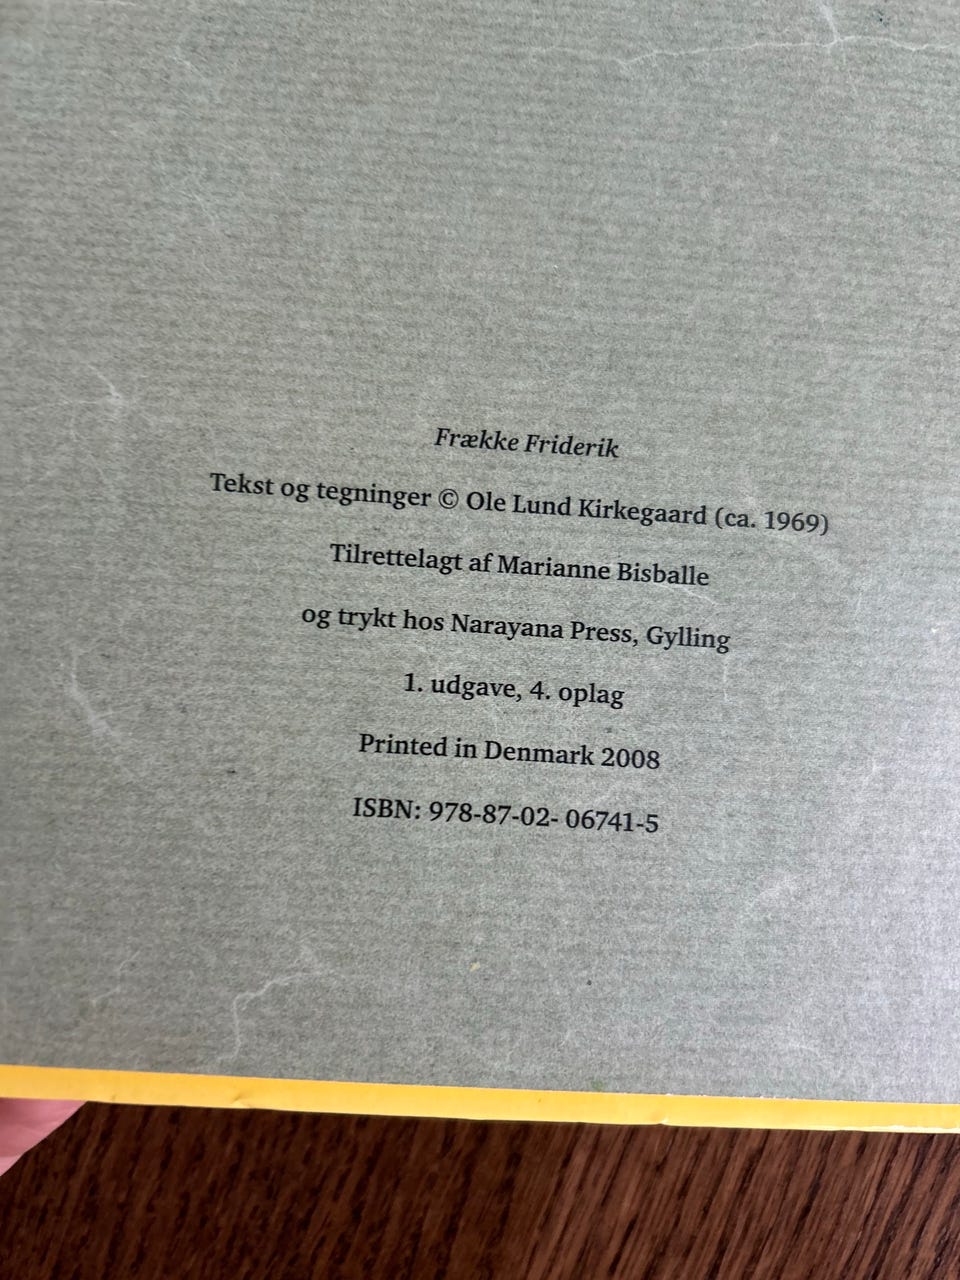 Frække Friderik
Tekst og tegninger © Ole Lund Kirkegaard (ca. 1969)
Tilrettelagt af Marianne Bisballe
og trykt hos Narayana Press, Gylling
1. udgave, 4. oplag
Printed in Denmark 2008
ISBN: 978-87-02- 06741-5